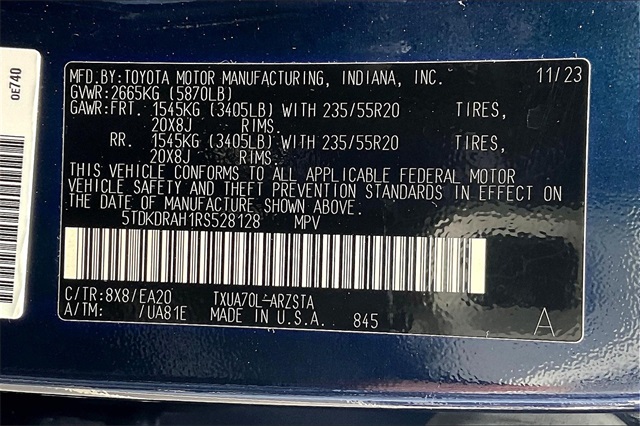 0E740
MFD.BY:TOYOTA MOTOR MANUFACTURING, INDIANA, INC. 11/23
GVWR:2665KG (5870LB)
GAWR:FRT. 1545KG (3405LB) WITH 235/55R20 TIRES,
20X8J RIMS.
RR. 1545KG (3405LB) WITH 235/55R20 TIRES,
20X8J RIMS.
THIS VEHICLE CONFORMS TO ALL APPLICABLE FEDERAL MOTOR
VEHICLE SAFETY AND THEFT PREVENTION STANDARDS IN EFFECT ON
THE DATE OF MANUFACTURE SHOWN ABOVE.
5TDKDRAH1RS528128 MPV
C/TR:8X8/EA20 TXUA70L-ARZSTA
A/TM: /UA81E MADE IN U.S.A. 845 A